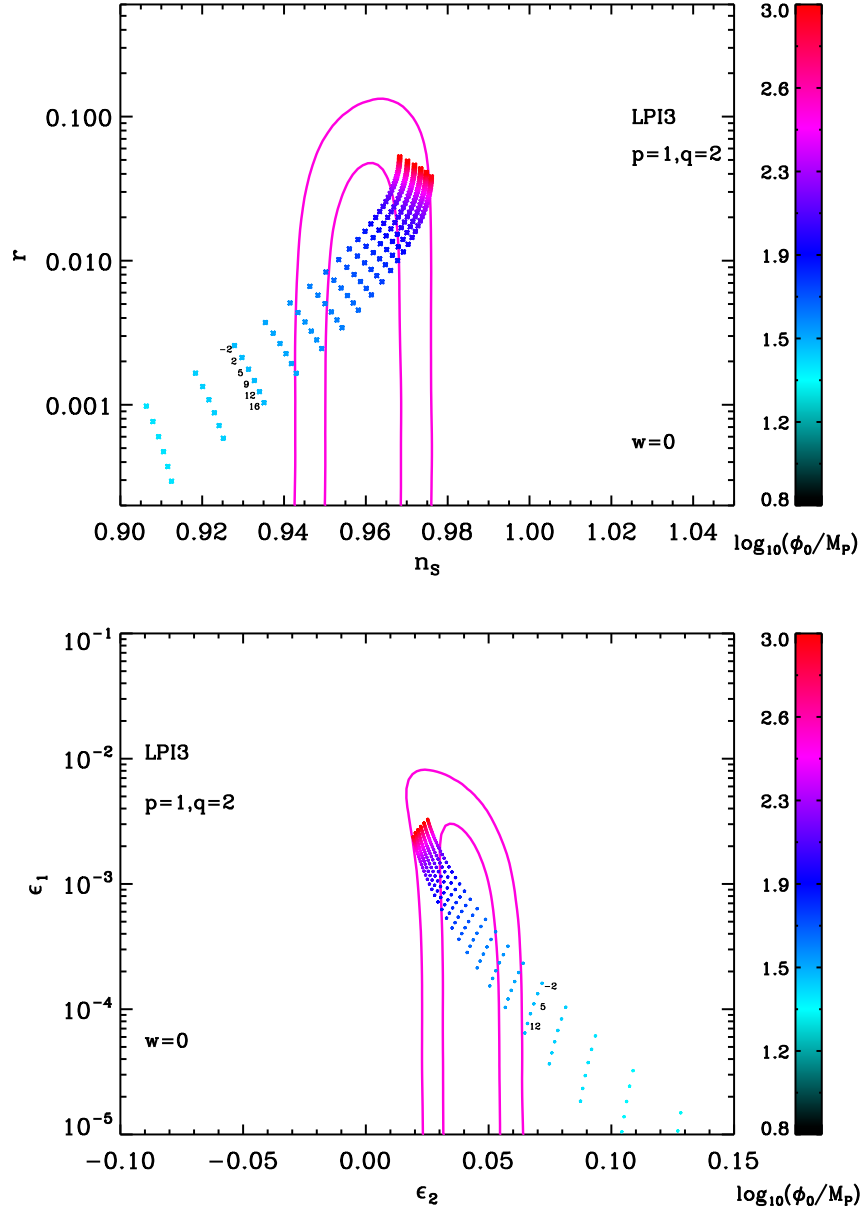 3.0
LPI3
0.100
2.6
p=1,q=2
2.3
r
0.010
1.9
1.5
-2
2
5
9
12
16
0.001
1.2
w=0
0.8
0.90 0.92 0.94 0.96 0.98 1.00 1.02 1.04
log10(ϕ0/MP)
nS
10^-1
3.0
LPI3
10^-2
2.6
p=1,q=2
2.3
ϵ1
10^-3
1.9
1.5
-2
5
12
10^-4
w=0
1.2
10^-5
0.8
-0.10 -0.05 0.00 0.05 0.10 0.15
ϵ2
log10(ϕ0/MP)